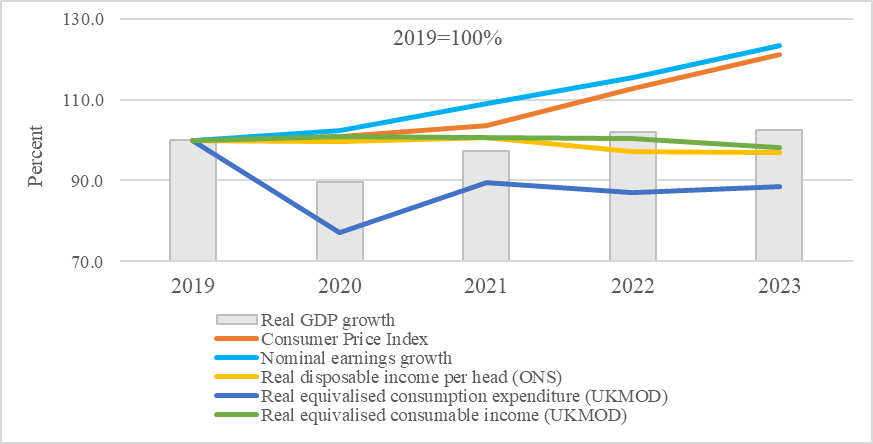 130.0
2019=100%
110.0
Percent
90.0
70.0
2019 2020 2021 2022 2023
Real GDP growth
Consumer Price Index
Nominal earnings growth
Real disposable income per head (ONS)
Real equivalised consumption expenditure (UKMOD)
Real equivalised consumable income (UKMOD)